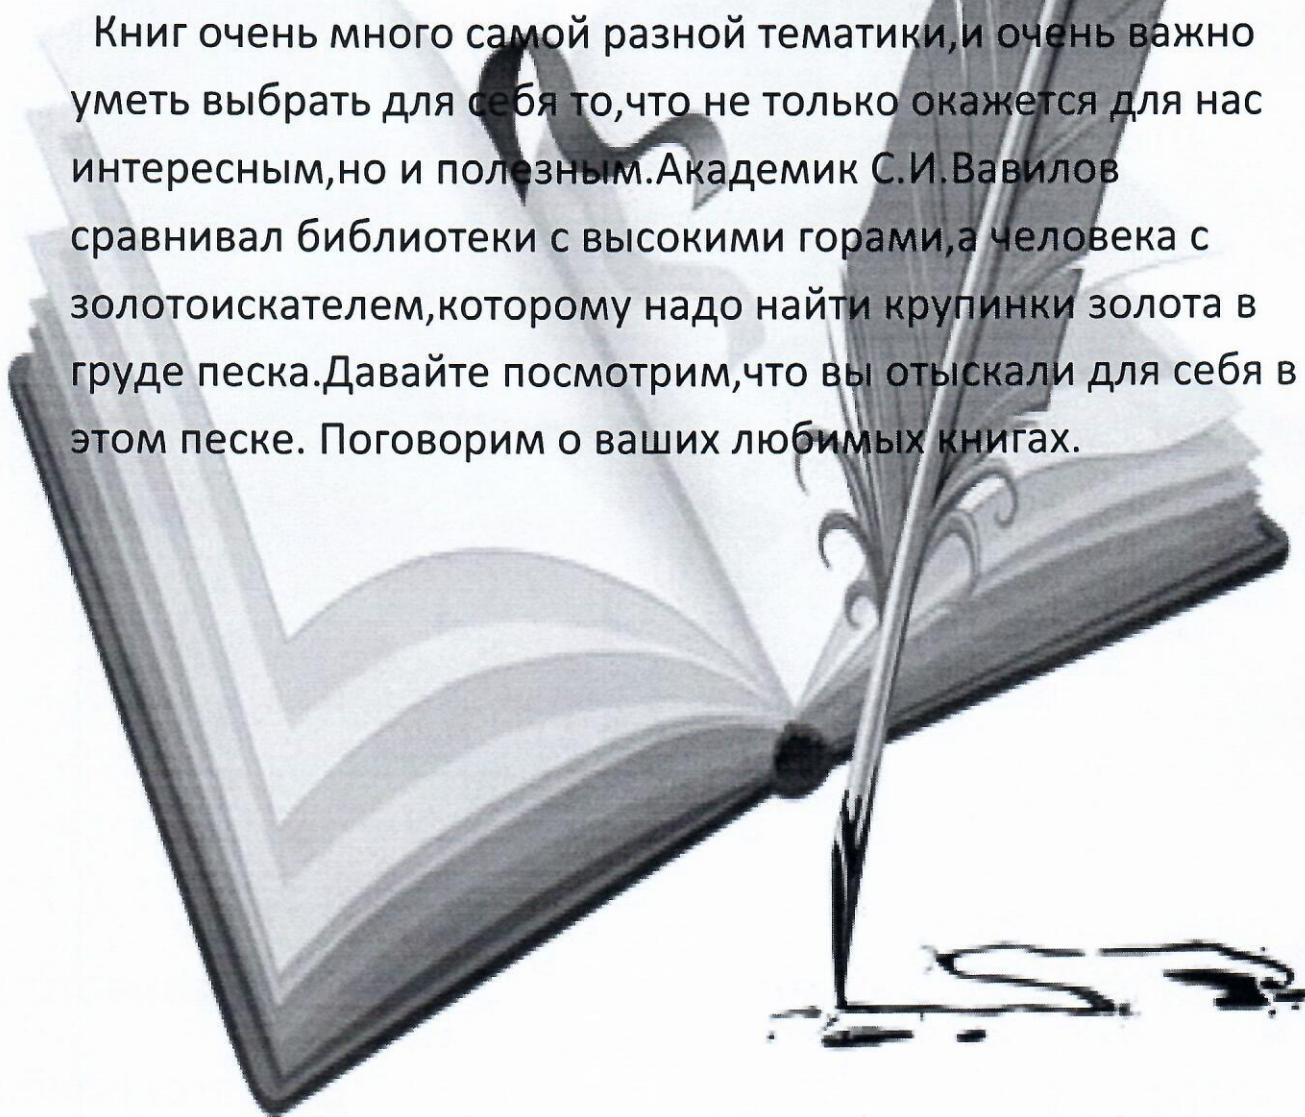 Книг очень много самой разной тематики,и очень важно
уметь выбрать для себя то,что не только окажется для нас
интересным,но и полезным.Академик С.И.Вавилов
сравнивал библиотеки с высокими горами,а человека с
золотоискателем,которому надо найти крупинки золота в
груде песка.Давайте посмотрим,что вы отыскали для себя в
этом песке. Поговорим о ваших любимых книгах.